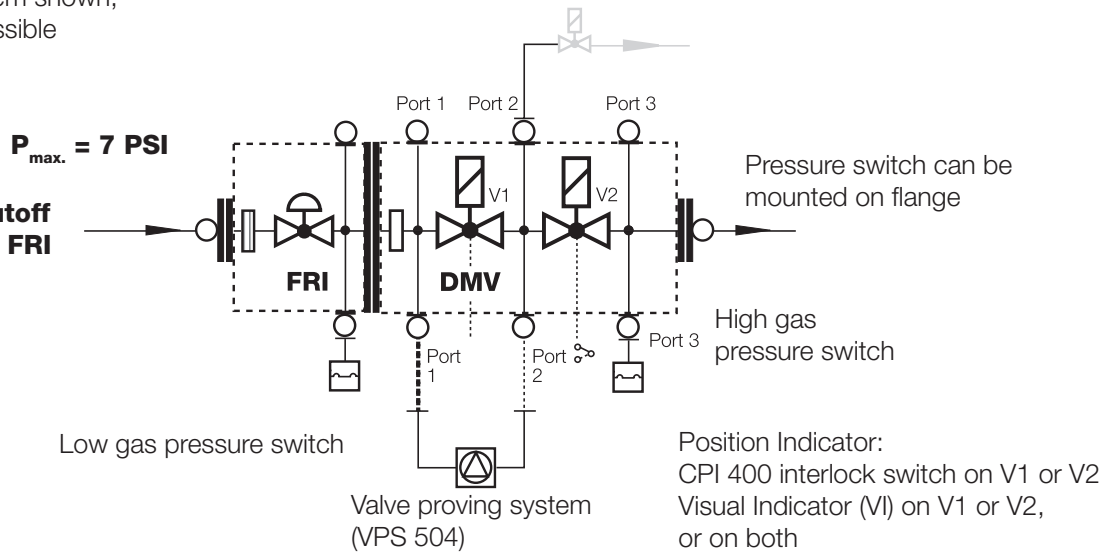 ssible
Port 1
Port 2
Port 3
Pmax. = 7 PSI
Pressure switch can be
mounted on flange
V1
V2
FRI
FRI
DMV
High gas
pressure switch
Port 3
Port
1
Port
2
Low gas pressure switch
Valve proving system
(VPS 504)
Position Indicator:
CPI 400 interlock switch on V1 or V2
Visual Indicator (VI) on V1 or V2,
or on both